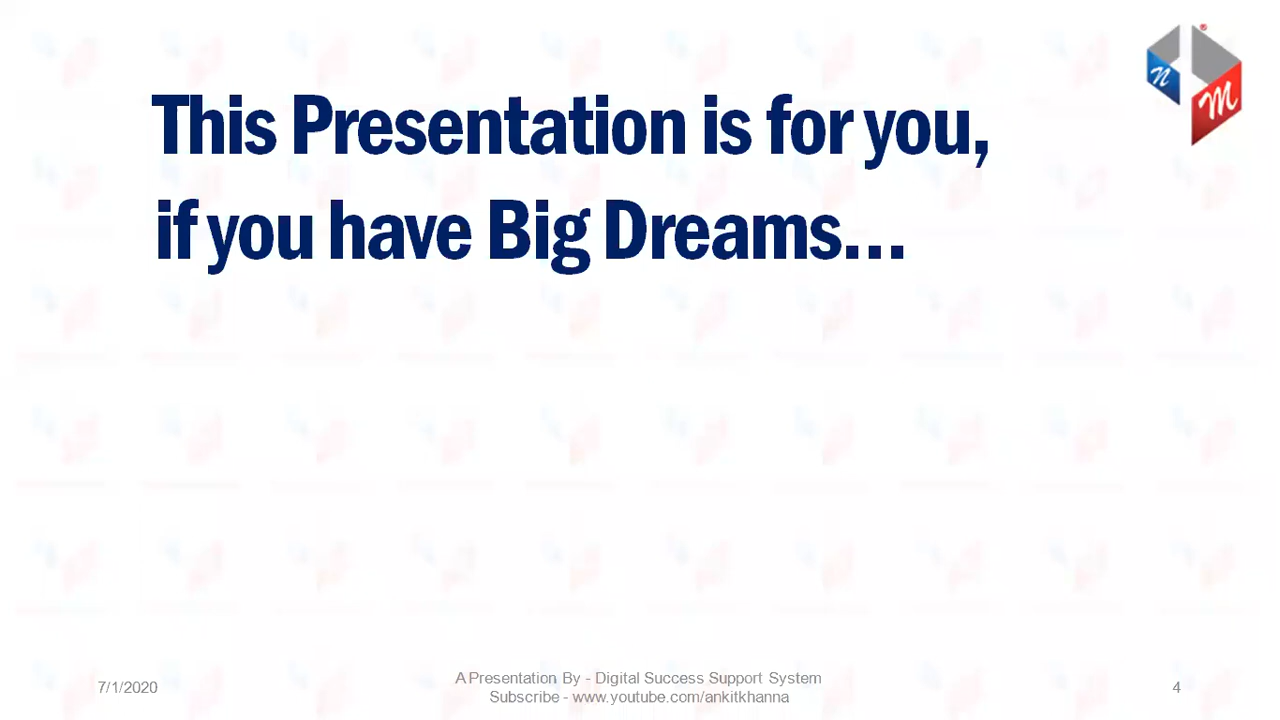 This Presentation is for you,
if you have Big Dreams...
n
M
7/1/2020
A Presentation By - Digital Success Support System
Subscribe - www.youtube.com/ankitkhanna
4